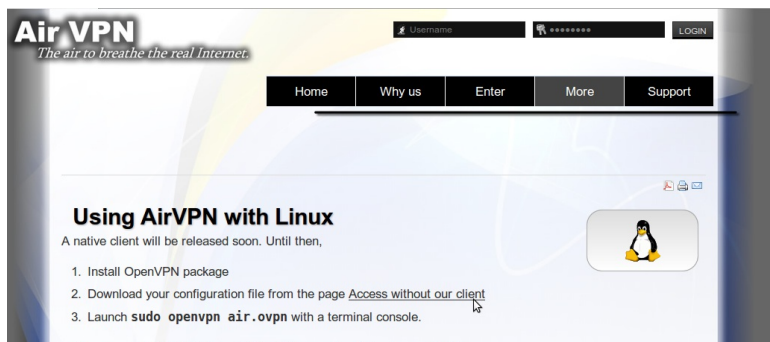 Air VPN
The air to breathe the real Internet.
Username
LOGIN
Home
Why us
Enter
More
Support
Using AirVPN with Linux
A native client will be released soon. Until then,
1. Install OpenVPN package
2. Download your configuration file from the page Access without our client
3. Launch sudo openvpn air.ovpn with a terminal console.